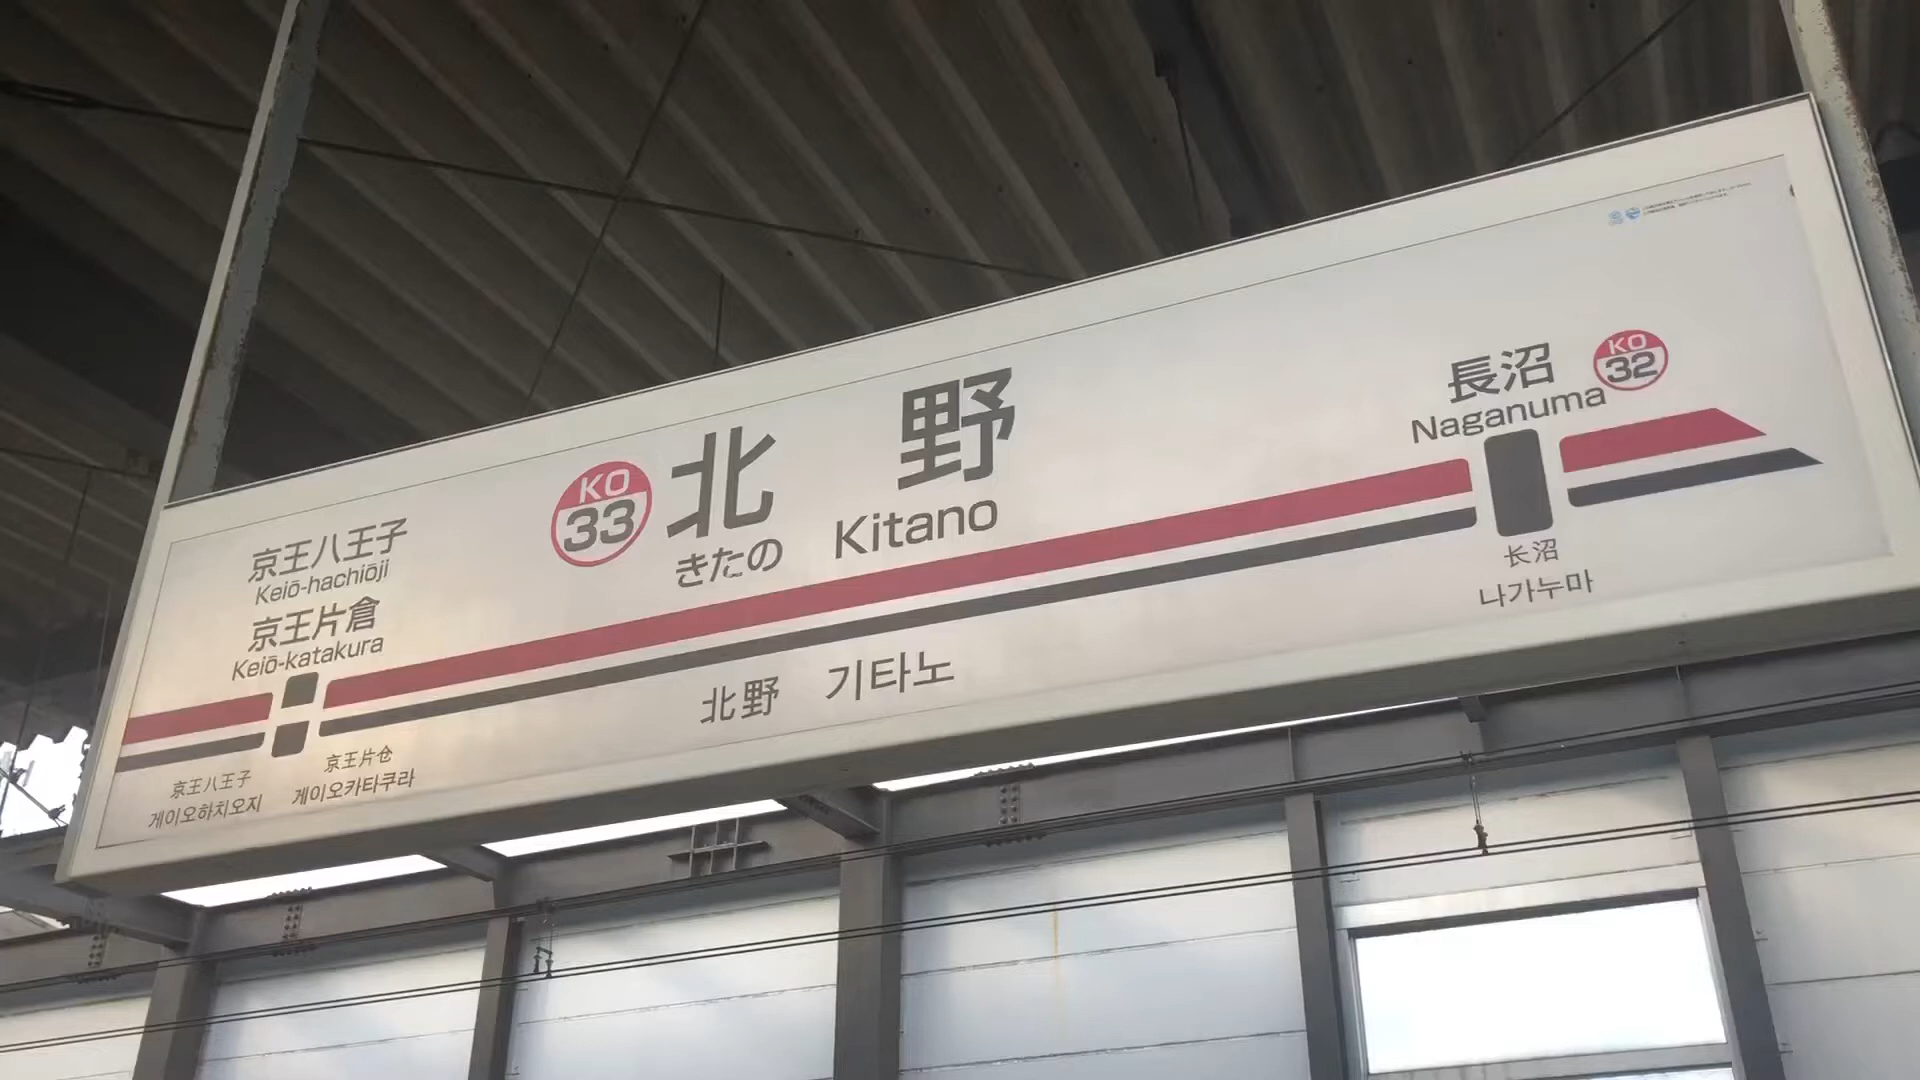 京王八王子
Keiō-hachiōji
京王片倉
Keiō-katakura
京王八王子
게이오하치오지
京王片仓
게이오카타쿠라
KO
33
北野
きたの
Kitano
北野 기타노
長沼
Naganuma
KO
32
长沼
나가누마